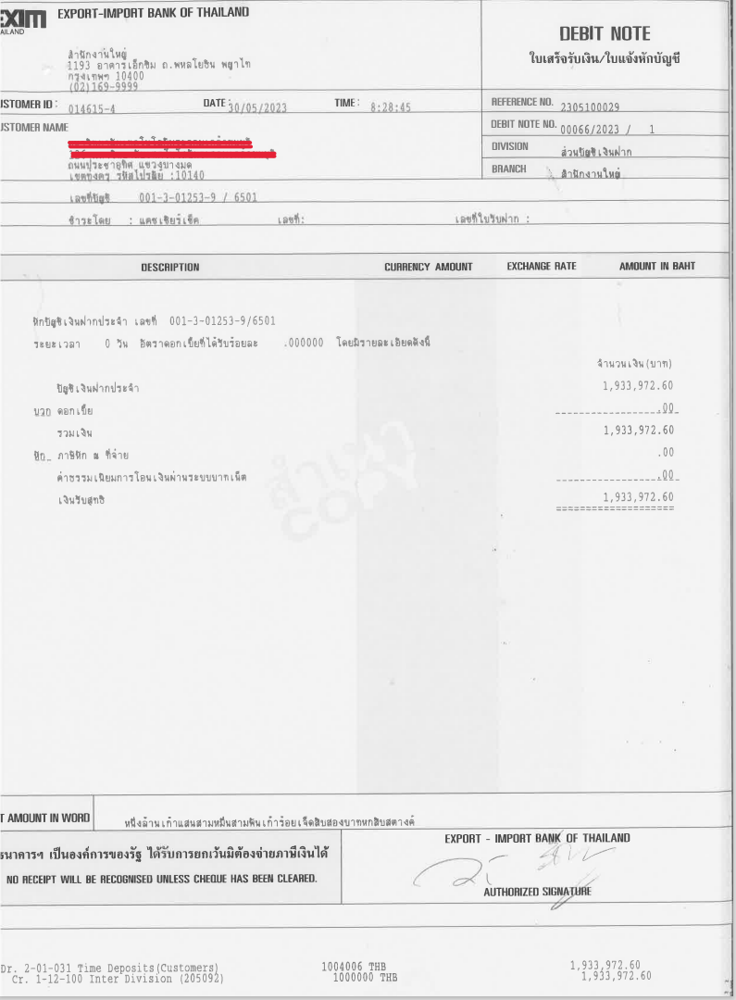 EXIM
AILAND
EXPORT-IMPORT BANK OF THAILAND
สำนักงานใหญ่
1193 อาคารเอ็กซิม ถ.พหลโยธิน พญาไท
กรุงเทพฯ 10400
(02)169-9999
DEBIT NOTE
ใบเสร็จรับเงิน/ใบแจ้งหักบัญชี
USTOMER ID : 014615-4 DATE : 30/05/2023 TIME : 8:28:45
REFERENCE NO. 2305100029
USTOMER NAME
DEBIT NOTE NO. 00066/2023 / 1
DIVISION ส่วนบัญชีเงินฝาก
BRANCH สำนักงานใหญ่
ถนนประชาอุทิศ แขวงบางมด
เขตทุ่งครุ รหัสไปรษณีย์ :10140
เลขที่บัญชี 001-3-01253-9 / 6501
ชำระโดย : แคชเชียร์เช็ค เลขที่: เลขที่ใบรับฝาก :
DESCRIPTION CURRENCY AMOUNT EXCHANGE RATE AMOUNT IN BAHT
หักบัญชีเงินฝากประจำ เลขที่ 001-3-01253-9/6501
ระยะเวลา 0 วัน อัตราดอกเบี้ยที่ได้รับร้อยละ .000000 โดยมีรายละเอียดดังนี้
จำนวนเงิน(บาท)
บัญชีเงินฝากประจำ 1,933,972.60
บวก ดอกเบี้ย .00
รวมเงิน 1,933,972.60
หัก_ ภาษีหัก ณ ที่จ่าย .00
ค่าธรรมเนียมการโอนเงินผ่านระบบบาทเน็ต .00
เงินรับสุทธิ 1,933,972.60
สำเนา
COPY
T AMOUNT IN WORD หนึ่งล้านเก้าแสนสามหมื่นสามพันเก้าร้อยเจ็ดสิบสองบาทหกสิบสตางค์
ธนาคารฯ เป็นองค์การของรัฐ ได้รับการยกเว้นมิต้องจ่ายภาษีเงินได้
NO RECEIPT WILL BE RECOGNISED UNLESS CHEQUE HAS BEEN CLEARED.
EXPORT - IMPORT BANK OF THAILAND
AUTHORIZED SIGNATURE
Dr. 2-01-031 Time Deposits(Customers) 1004006 THB 1,933,972.60
Cr. 1-12-100 Inter Division (205092) 1000000 THB 1,933,972.60